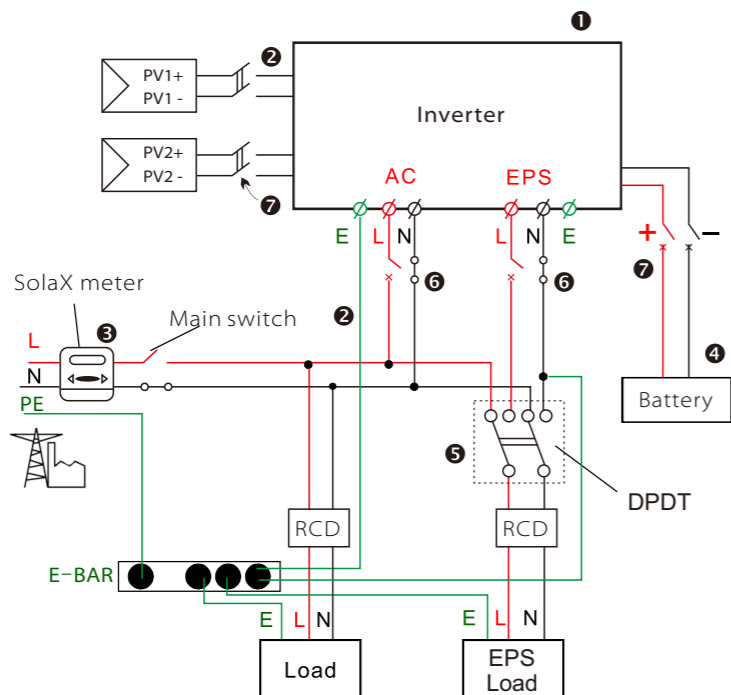 ❶
PV1+
PV1 -
❷
Inverter
PV2+
PV2 -
❼
AC
EPS
E
L
N
L
N
E
+
−
❻
❻
❼
SolaX meter
❸
Main switch
❷
❹
L
N
PE
Battery
❺
DPDT
RCD
RCD
E-BAR
E
L
N
E
L
N
Load
EPS
Load